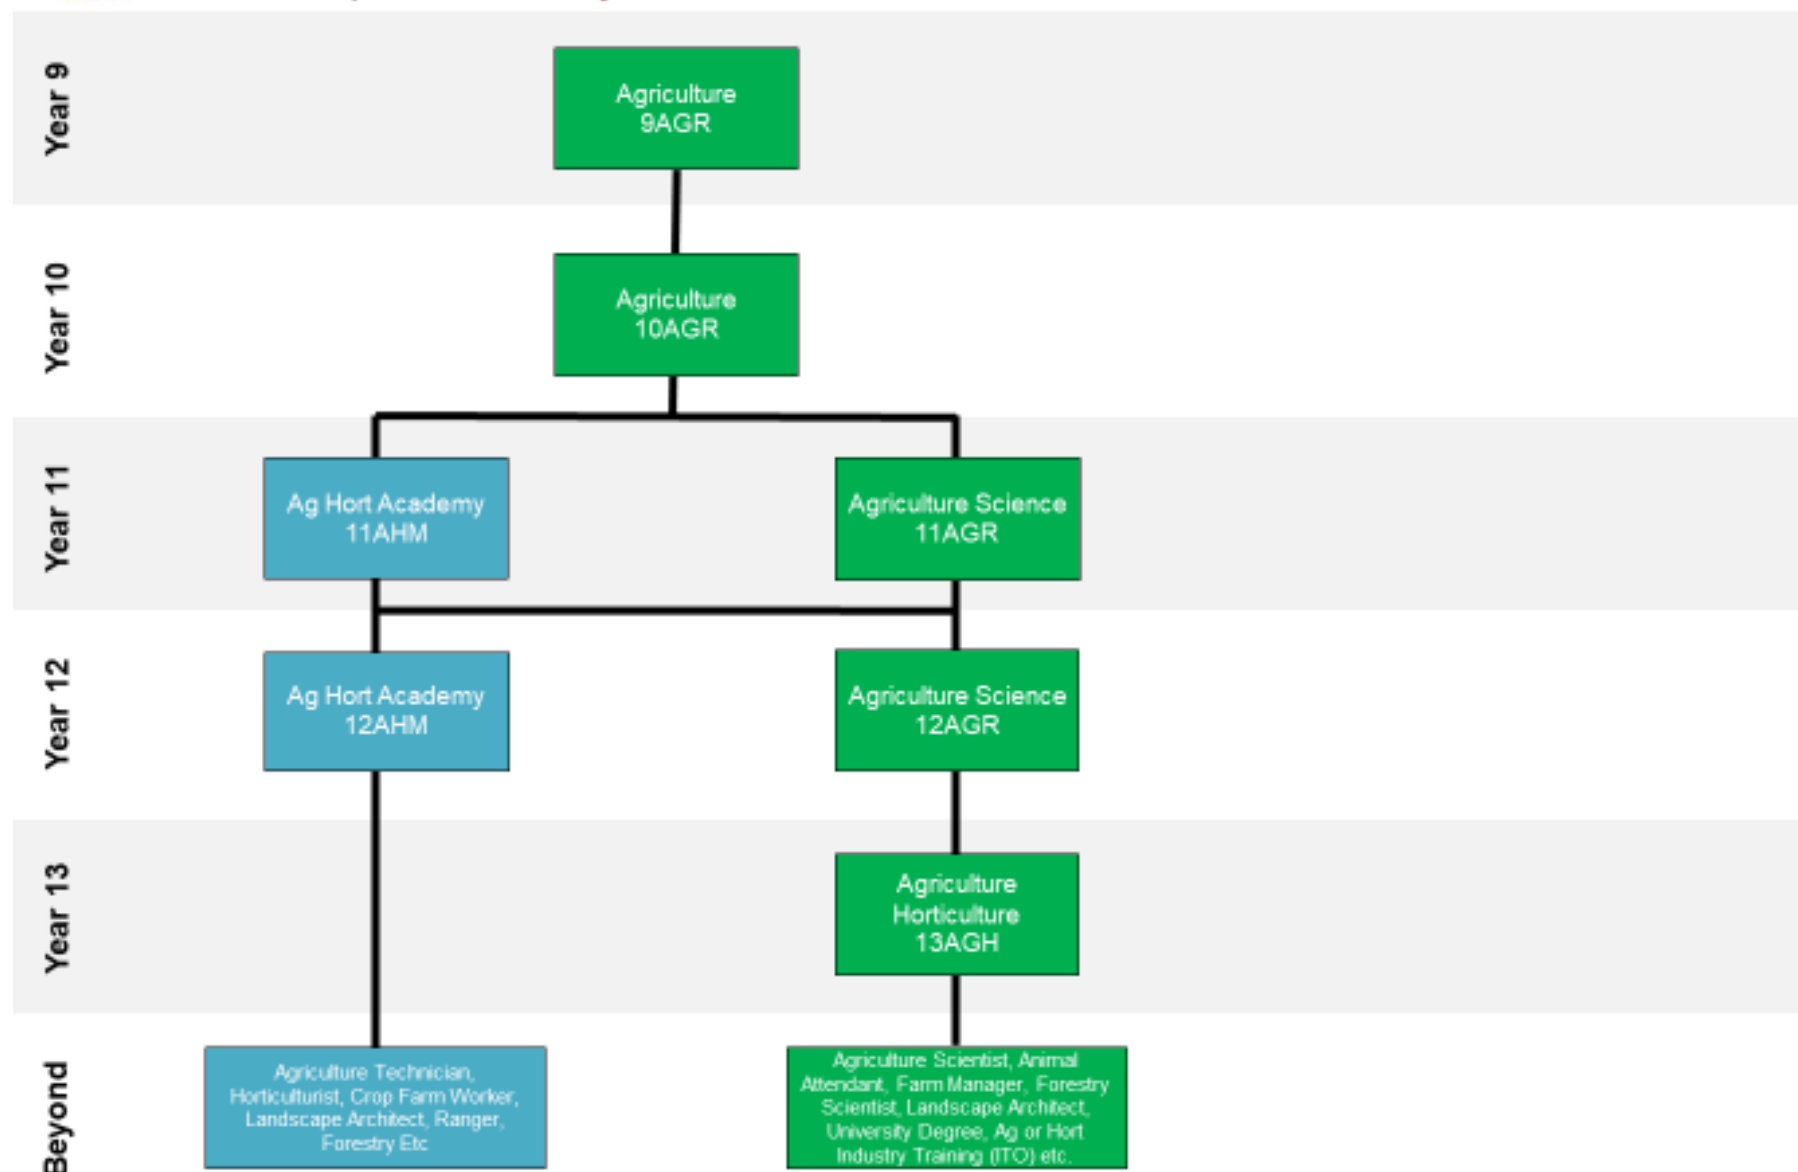 Year 9
Agriculture
9AGR
Year 10
Agriculture
10AGR
Year 11
Ag Hort Academy
11AHM
Agriculture Science
11AGR
Year 12
Ag Hort Academy
12AHM
Agriculture Science
12AGR
Year 13
Agriculture
Horticulture
13AGH
Beyond
Agriculture Technician,
Horticulturist, Crop Farm Worker,
Landscape Architect, Ranger,
Forestry Etc
Agriculture Scientist, Animal
Attendant, Farm Manager, Forestry
Scientist, Landscape Architect,
University Degree, Ag or Hort
Industry Training (ITO) etc.